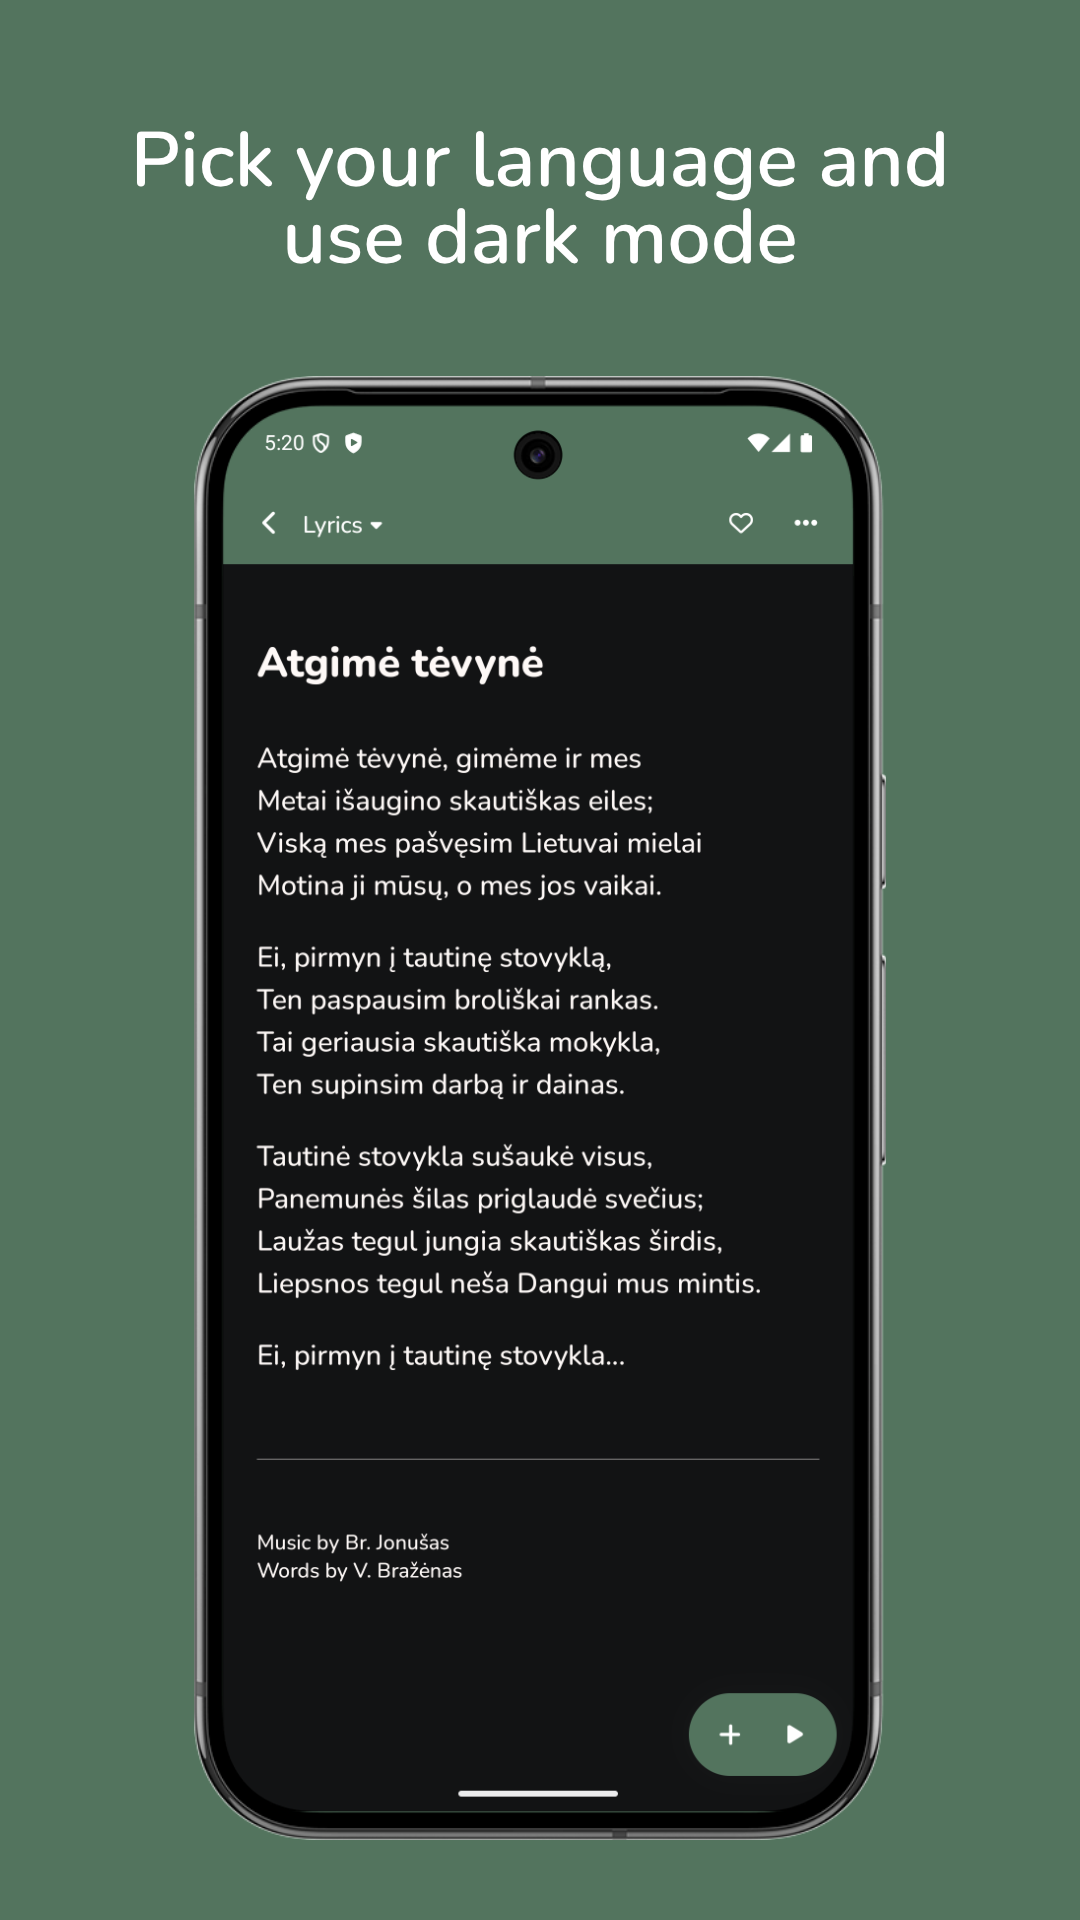 Pick your language and
use dark mode
5:20
Lyrics
Atgimė tėvynė
Atgimė tėvynė, gimėme ir mes
Metai išaugino skautiškas eiles;
Viską mes pašvęsim Lietuvai mielai
Motina ji mūsų, o mes jos vaikai.
Ei, pirmyn į tautinę stovyklą,
Ten paspausim broliškai rankas.
Tai geriausia skautiška mokykla,
Ten supinsim darbą ir dainas.
Tautinė stovykla sušaukė visus,
Panemunės šilas priglaudė svečius;
Laužas tegul jungia skautiškas širdis,
Liepsnos tegul neša Dangui mus mintis.
Ei, pirmyn į tautinę stovykla...
Music by Br. Jonušas
Words by V. Bražėnas